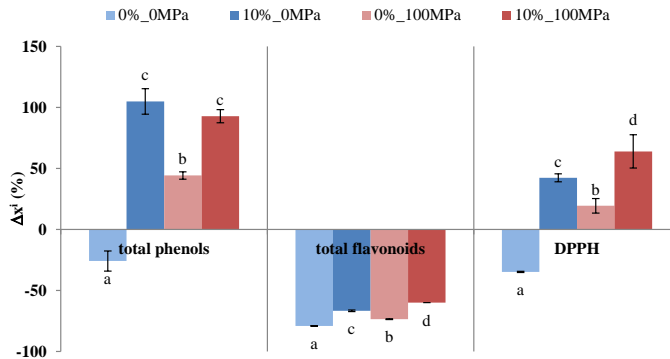 0%_0MPa 10%_0MPa 0%_100MPa 10%_100MPa
150
100
50
0
-50
-100
Δxⁱ (%)
a c b c
total phenols
a c b d
total flavonoids
a c b d
DPPH